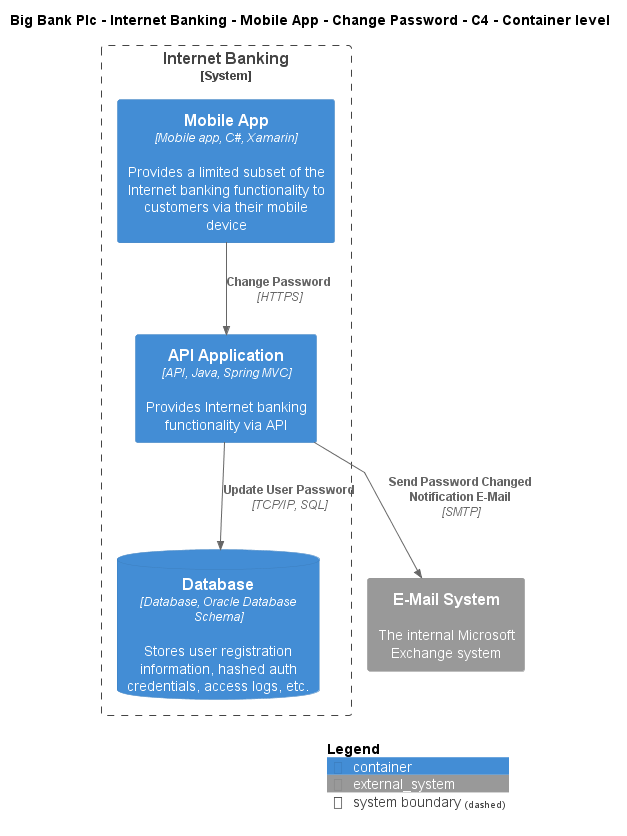 Big Bank Plc - Internet Banking - Mobile App - Change Password - C4 - Container level
Internet Banking
[System]
Mobile App
[Mobile app, C#, Xamarin]
Provides a limited subset of the
Internet banking functionality to
customers via their mobile
device
Change Password
[HTTPS]
API Application
[API, Java, Spring MVC]
Provides Internet banking
functionality via API
Update User Password
[TCP/IP, SQL]
Send Password Changed
Notification E-Mail
[SMTP]
Database
[Database, Oracle Database
Schema]
Stores user registration
information, hashed auth
credentials, access logs, etc.
E-Mail System
The internal Microsoft
Exchange system
Legend
container
external_system
system boundary (dashed)